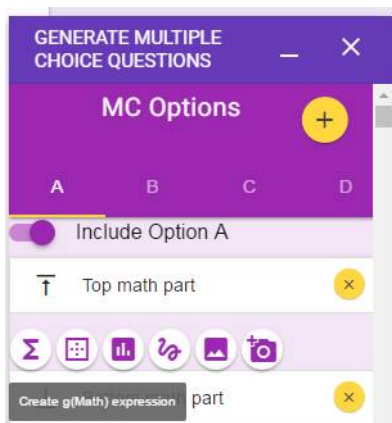 GENERATE MULTIPLE
CHOICE QUESTIONS
MC Options
A B C D
Include Option A
Top math part
Create g(Math) expression
part